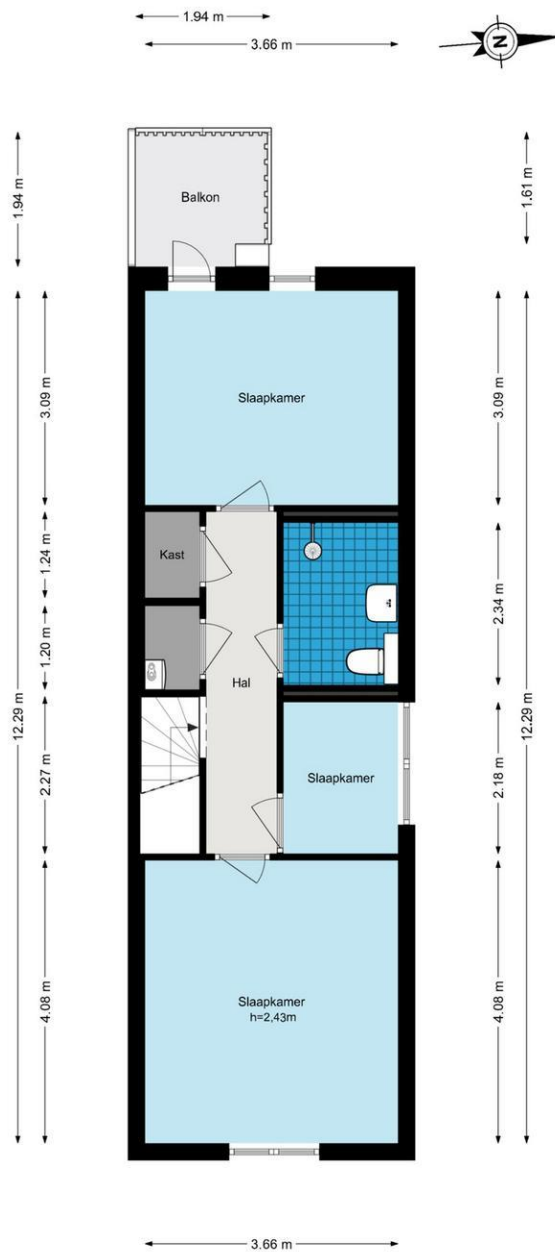 1.94 m
3.66 m
N
1.94 m
1.61 m
Balkon
12.29 m
3.09 m
Slaapkamer
3.09 m
12.29 m
1.24 m
Kast
2.34 m
1.20 m
Hal
2.27 m
Slaapkamer
2.18 m
4.08 m
Slaapkamer
h=2,43m
4.08 m
3.66 m